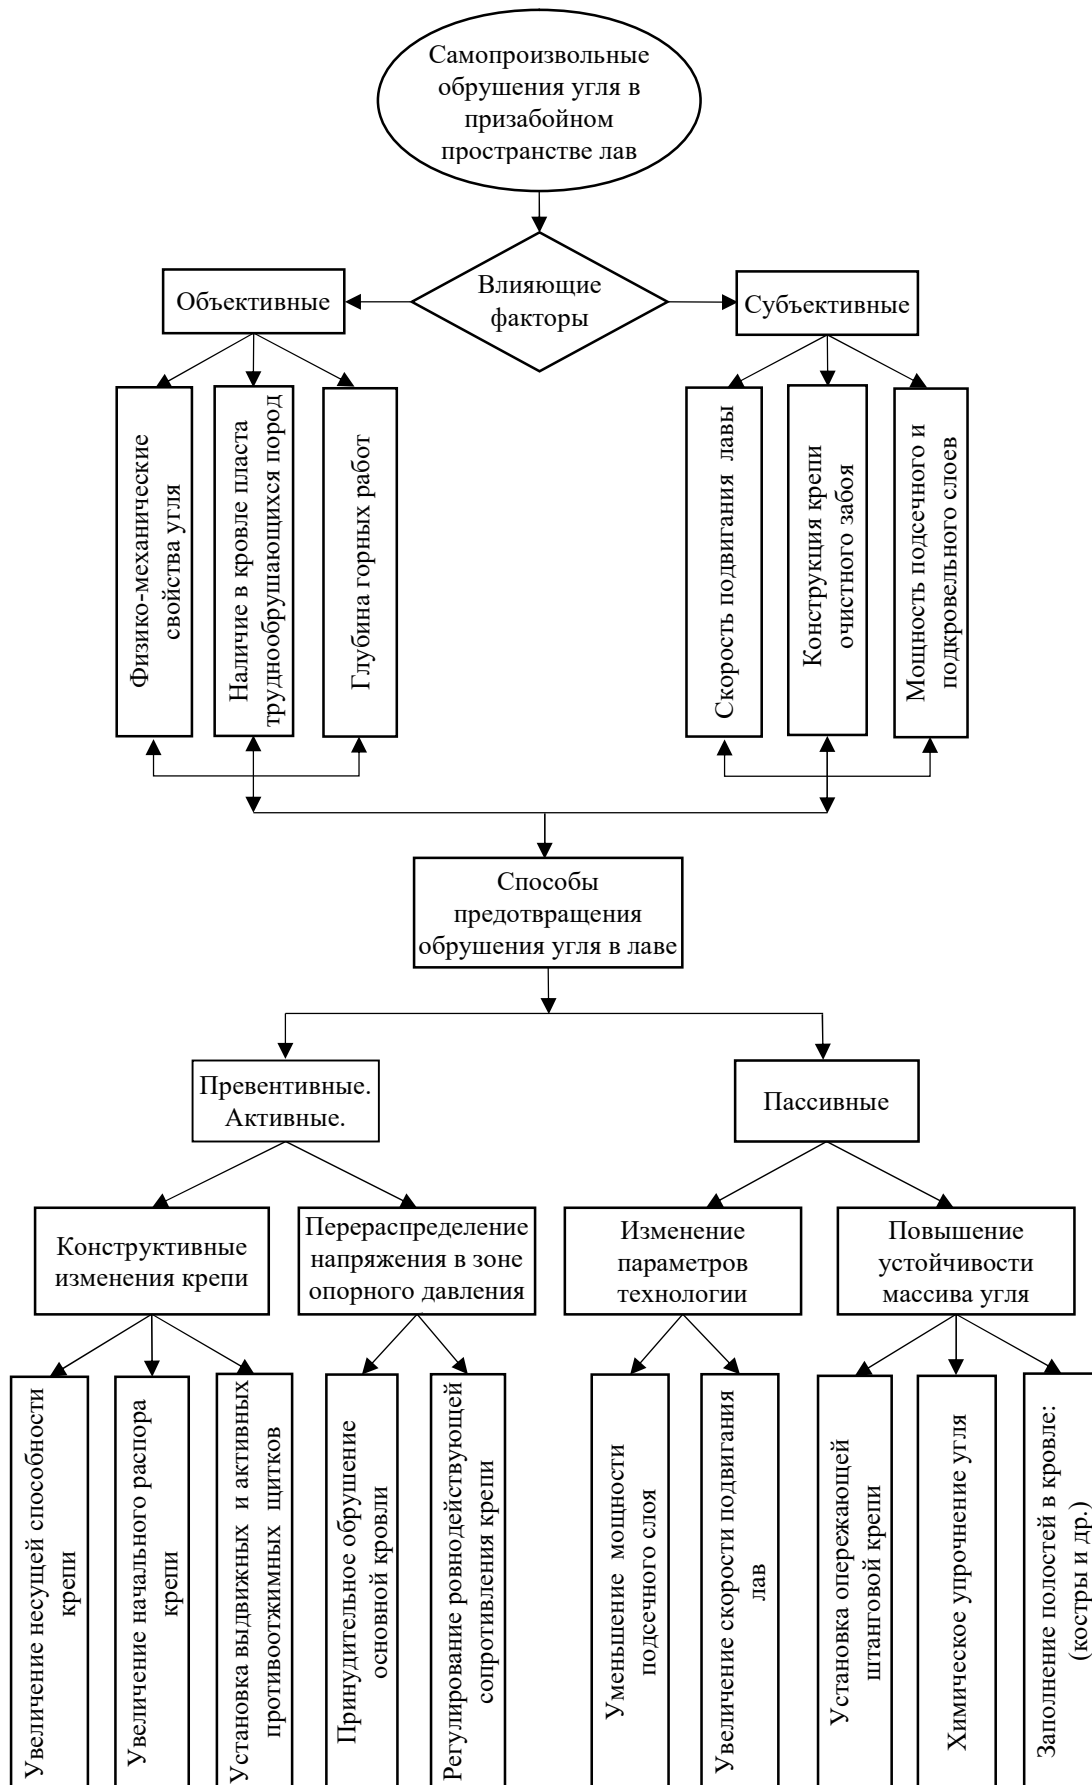 Самопроизвольные
обрушения угля в
призабойном
пространстве лав
Влияющие
факторы
Объективные
Субъективные
Физико-механические
свойства угля
Наличие в кровле пласта
труднообрушающихся пород
Глубина горных работ
Скорость подвигания лавы
Конструкция крепи
очистного забоя
Мощность подсечного и
подкровельного слоев
Способы
предотвращения
обрушения угля в лаве
Превентивные.
Активные.
Пассивные
Конструктивные
изменения крепи
Перераспределение
напряжения в зоне
опорного давления
Изменение
параметров
технологии
Повышение
устойчивости
массива угля
Увеличение несущей способности
крепи
Увеличение начального распора
крепи
Установка выдвижных и активных
противоотжимных щитков
Принудительное обрушение
основной кровли
Регулирование ровнодействующей
сопротивления крепи
Уменьшение мощности
подсечного слоя
Увеличение скорости подвигания
лав
Установка опережающей
штанговой крепи
Химическое упрочнение угля
Заполнение полостей в кровле:
(костры и др.)